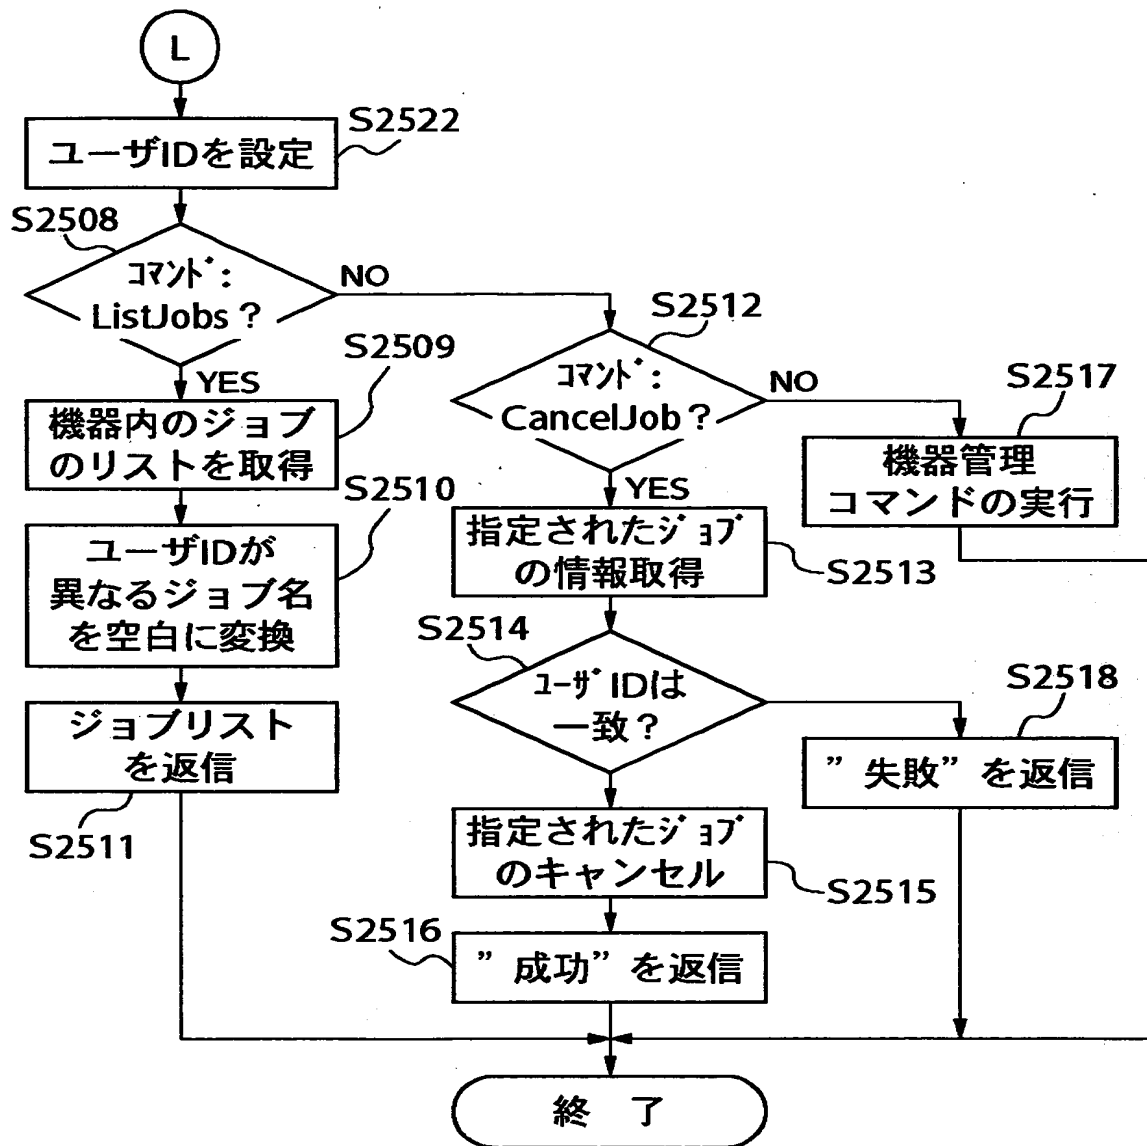 L
S2522
ユーザIDを設定
S2508
コマンド:
ListJobs?
NO
YES
S2509
機器内のジョブ
のリストを取得
S2510
ユーザIDが
異なるジョブ名
を空白に変換
ジョブリスト
を返信
S2511
S2512
コマンド:
CancelJob?
NO
YES
S2517
機器管理
コマンドの実行
指定されたジョブ
の情報取得
S2513
S2514
ユーザIDは
一致?
S2518
”失敗”を返信
指定されたジョブ
のキャンセル
S2515
S2516
”成功”を返信
終 了